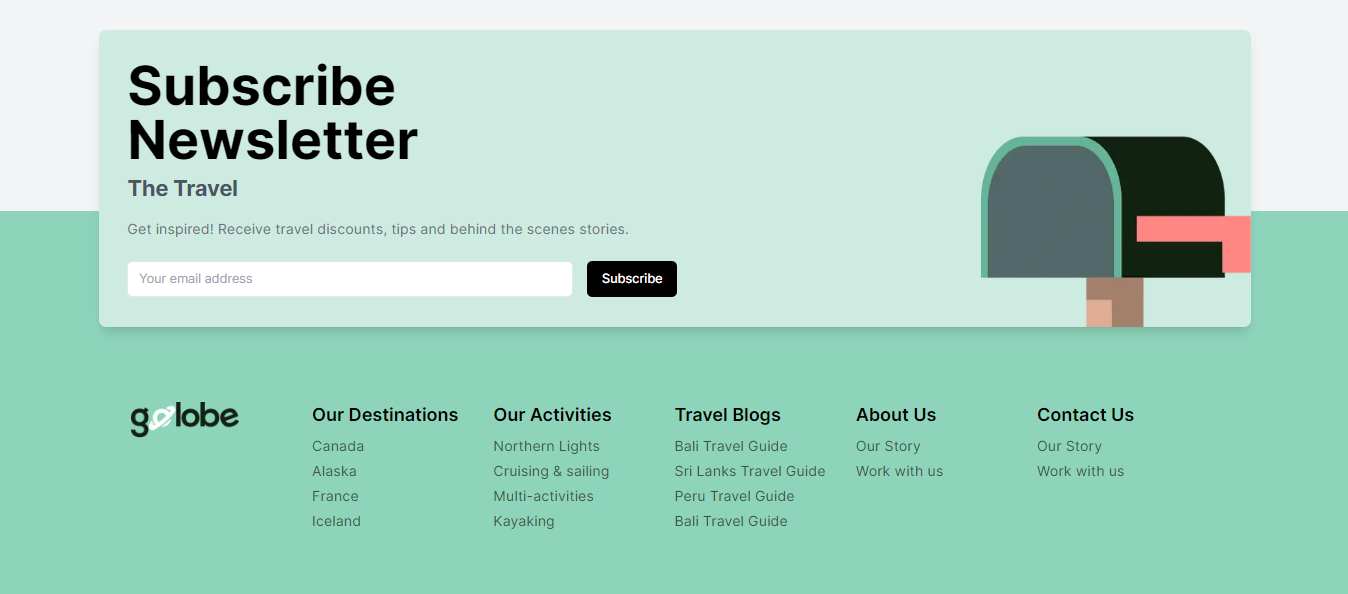 Subscribe
Newsletter
The Travel
Get inspired! Receive travel discounts, tips and behind the scenes stories.
Your email address
Subscribe
golobe
Our Destinations
Canada
Alaska
France
Iceland
Our Activities
Northern Lights
Cruising & sailing
Multi-activities
Kayaking
Travel Blogs
Bali Travel Guide
Sri Lanks Travel Guide
Peru Travel Guide
Bali Travel Guide
About Us
Our Story
Work with us
Contact Us
Our Story
Work with us